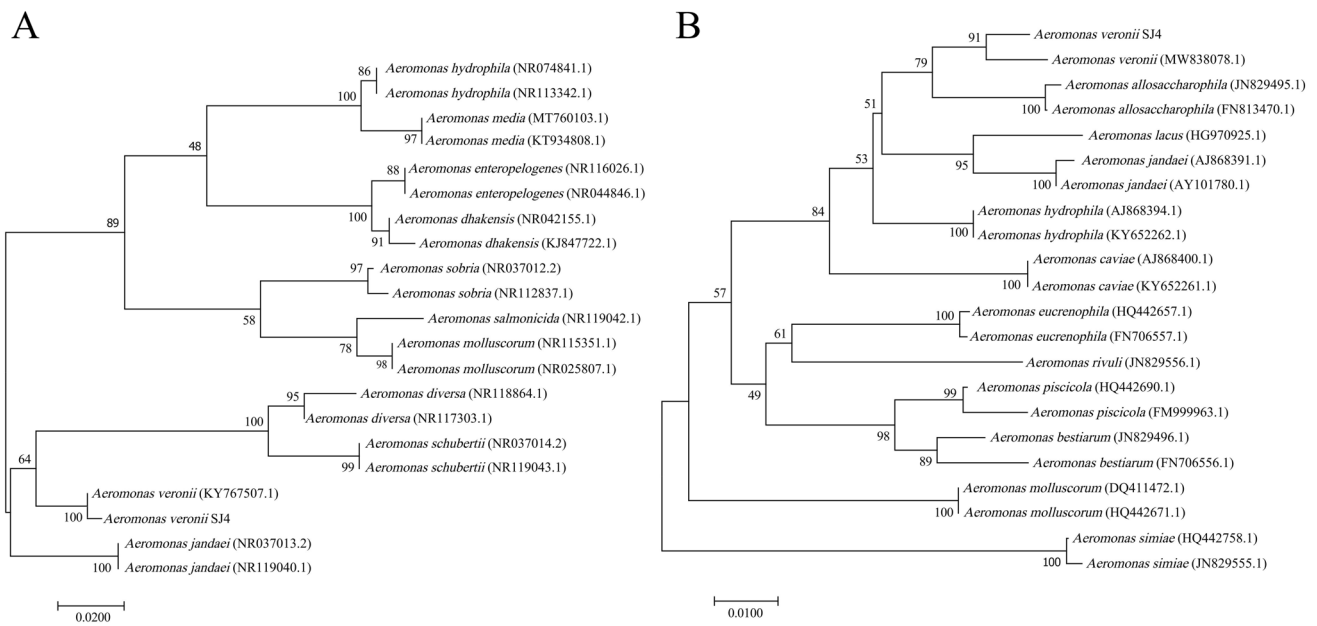 A
86
Aeromonas hydrophila (NR074841.1)
Aeromonas hydrophila (NR113342.1)
100
Aeromonas media (MT760103.1)
97
Aeromonas media (KT934808.1)
48
88
Aeromonas enteropelogenes (NR116026.1)
Aeromonas enteropelogenes (NR044846.1)
100
Aeromonas dhakensis (NR042155.1)
91
Aeromonas dhakensis (KJ847722.1)
89
97
Aeromonas sobria (NR037012.2)
Aeromonas sobria (NR112837.1)
58
Aeromonas salmonicida (NR119042.1)
78
Aeromonas molluscorum (NR115351.1)
98
Aeromonas molluscorum (NR025807.1)
95
Aeromonas diversa (NR118864.1)
Aeromonas diversa (NR117303.1)
100
Aeromonas schubertii (NR037014.2)
99
Aeromonas schubertii (NR119043.1)
64
Aeromonas veronii (KY767507.1)
100
Aeromonas veronii SJ4
Aeromonas jandaei (NR037013.2)
100
Aeromonas jandaei (NR119040.1)
0.0200
B
91
Aeromonas veronii SJ4
Aeromonas veronii (MW838078.1)
79
Aeromonas allosaccharophila (JN829495.1)
100
Aeromonas allosaccharophila (FN813470.1)
51
Aeromonas lacus (HG970925.1)
95
Aeromonas jandaei (AJ868391.1)
100
Aeromonas jandaei (AY101780.1)
53
Aeromonas hydrophila (AJ868394.1)
100
Aeromonas hydrophila (KY652262.1)
84
Aeromonas caviae (AJ868400.1)
100
Aeromonas caviae (KY652261.1)
57
100
Aeromonas eucrenophila (HQ442657.1)
Aeromonas eucrenophila (FN706557.1)
61
Aeromonas rivuli (JN829556.1)
49
99
Aeromonas piscicola (HQ442690.1)
Aeromonas piscicola (FM999963.1)
98
Aeromonas bestiarum (JN829496.1)
89
Aeromonas bestiarum (FN706556.1)
Aeromonas molluscorum (DQ411472.1)
100
Aeromonas molluscorum (HQ442671.1)
Aeromonas simiae (HQ442758.1)
100
Aeromonas simiae (JN829555.1)
0.0100